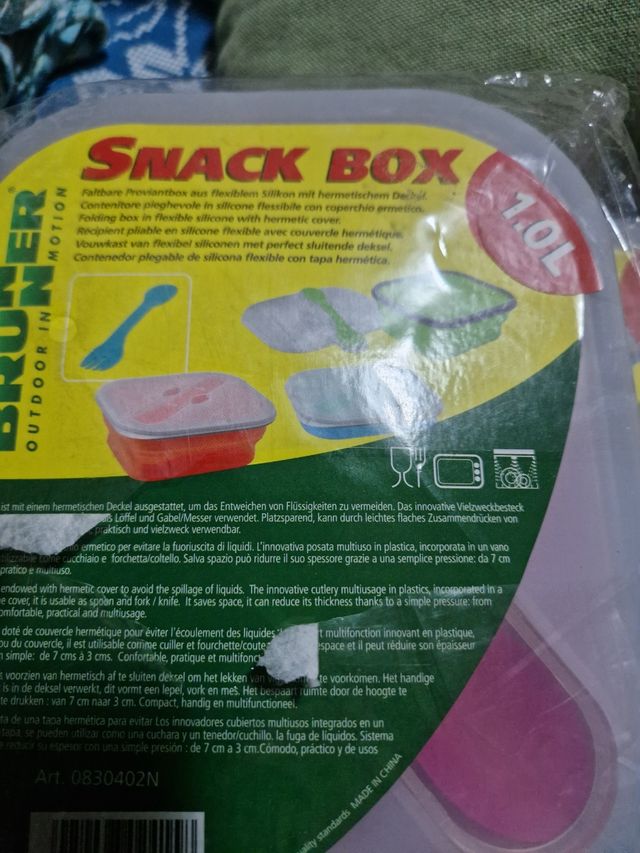 SNACK BOX
1.0L
Faltbare Proviantbox aus flexiblem Silikon mit hermetischem Deckel.
Contenitore pieghevole in silicone flessibile con coperchio ermetico.
Folding box in flexible silicone with hermetic cover.
Récipient pliable en silicone flexible avec couvercle hermétique.
Vouwkast van flexibel siliconen met perfect sluitende deksel.
Contenedor plegable de silicona flexible con tapa hermética.
BRUNNER®
OUTDOOR IN MOTION
ist mit einem hermetischen Deckel ausgestattet, um das Entweichen von Flüssigkeiten zu vermeiden. Das innovative Vielzweckbesteck
als Löffel und Gabel/Messer verwendet. Platzsparend, kann durch leichtes flaches Zusammendrücken von
praktisch und vielzweck verwendbar.
ermetico per evitare la fuoriuscita di liquidi. L'innovativa posata multiuso in plastica, incorporata in un vano
utilizzabile come cucchiaio e forchetta/coltello. Salva spazio può ridurre il suo spessore grazie a una semplice pressione: da 7 cm
pratico e multiuso.
endowed with hermetic cover to avoid the spillage of liquids. The innovative cutlery multiusage in plastics, incorporated in a
cover, it is usable as spoon and fork / knife. It saves space, it can reduce its thickness thanks to a simple pressure: from
comfortable, practical and multiusage.
doté de couvercle hermétique pour éviter l'écoulement des liquides multifonction innovant en plastique,
ou du couvercle, il est utilisable comme cuiller et fourchette/coute espace et il peut réduire son épaisseur
simple: de 7 cms à 3 cms. Confortable, pratique et multifonc
voorzien van hermetisch af te sluiten deksel om het lekken van te voorkomen. Het handige
is in de deksel verwerkt, dit vormt een lepel, vork en mes. Het bespaart ruimte door de hoogte te
te drukken : van 7 cm naar 3 cm. Compact, handig en multifunctioneel.
ta de una tapa hermética para evitar Los innovadores cubiertos multiusos integrados en un
tapa, se pueden utilizar como una cuchara y un tenedor/cuchillo. la fuga de líquidos. Sistema
reducir su espesor con una simple presión : de 7 cm a 3 cm.Cómodo, práctico y de usos
Art. 0830402N
quality standards MADE IN CHINA